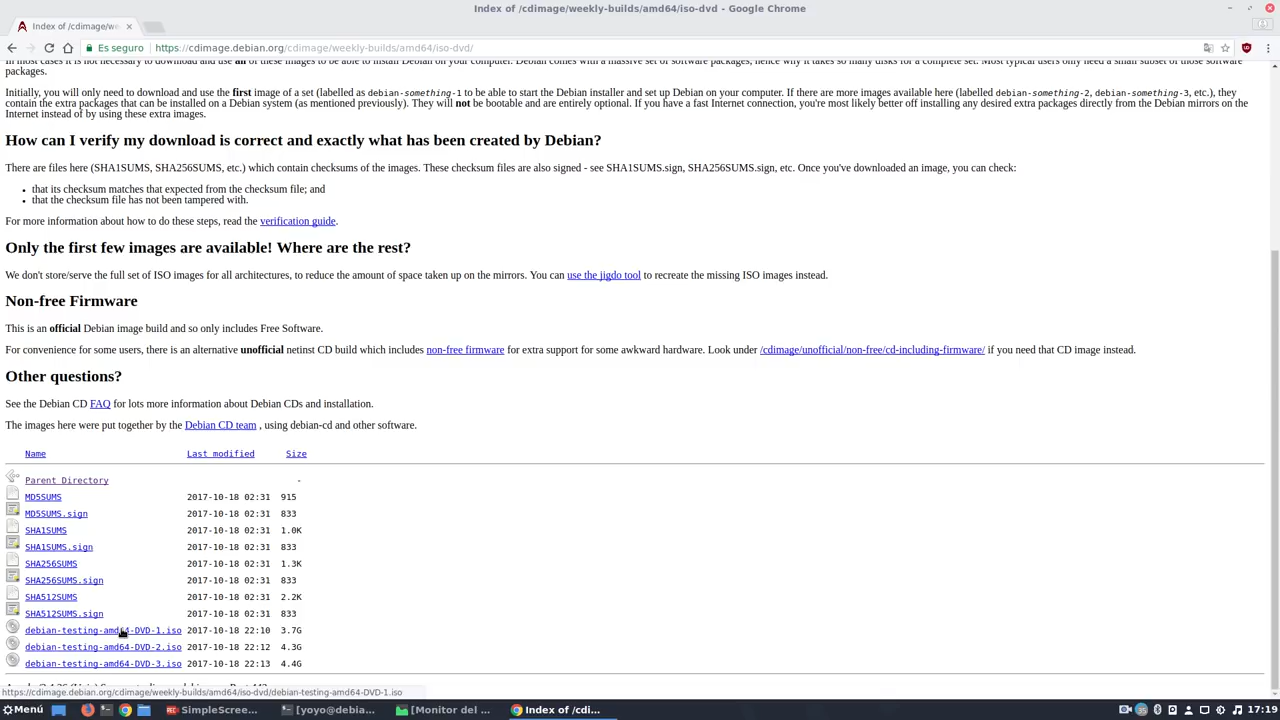 Index of /cdimage/weekly-builds/amd64/iso-dvd - Google Chrome
Index of /cdimage/we
Es seguro
https://cdimage.debian.org/cdimage/weekly-builds/amd64/iso-dvd/
In most cases it is not necessary to download and use all of these images to be able to install Debian on your computer. Debian comes with a massive set of software packages, hence why it takes so many disks for a complete set. Most typical users only need a small subset of those software
packages.
Initially, you will only need to download and use the first image of a set (labelled as debian-something-1 to be able to start the Debian installer and set up Debian on your computer. If there are more images available here (labelled debian-something-2, debian-something-3, etc.), they
contain the extra packages that can be installed on a Debian system (as mentioned previously). They will not be bootable and are entirely optional. If you have a fast Internet connection, you're most likely better off installing any desired extra packages directly from the Debian mirrors on the
Internet instead of by using these extra images.
How can I verify my download is correct and exactly what has been created by Debian?
There are files here (SHA1SUMS, SHA256SUMS, etc.) which contain checksums of the images. These checksum files are also signed - see SHA1SUMS.sign, SHA256SUMS.sign, etc. Once you've downloaded an image, you can check:
• that its checksum matches that expected from the checksum file; and
• that the checksum file has not been tampered with.
For more information about how to do these steps, read the verification guide.
Only the first few images are available! Where are the rest?
We don't store/serve the full set of ISO images for all architectures, to reduce the amount of space taken up on the mirrors. You can use the jigdo tool to recreate the missing ISO images instead.
Non-free Firmware
This is an official Debian image build and so only includes Free Software.
For convenience for some users, there is an alternative unofficial netinst CD build which includes non-free firmware for extra support for some awkward hardware. Look under /cdimage/unofficial/non-free/cd-including-firmware/ if you need that CD image instead.
Other questions?
See the Debian CD FAQ for lots more information about Debian CDs and installation.
The images here were put together by the Debian CD team , using debian-cd and other software.
Name Last modified Size
Parent Directory -
MD5SUMS 2017-10-18 02:31 915
MD5SUMS.sign 2017-10-18 02:31 833
SHA1SUMS 2017-10-18 02:31 1.0K
SHA1SUMS.sign 2017-10-18 02:31 833
SHA256SUMS 2017-10-18 02:31 1.3K
SHA256SUMS.sign 2017-10-18 02:31 833
SHA512SUMS 2017-10-18 02:31 2.2K
SHA512SUMS.sign 2017-10-18 02:31 833
debian-testing-amd64-DVD-1.iso 2017-10-18 22:10 3.7G
debian-testing-amd64-DVD-2.iso 2017-10-18 22:12 4.3G
debian-testing-amd64-DVD-3.iso 2017-10-18 22:13 4.4G
https://cdimage.debian.org/cdimage/weekly-builds/amd64/iso-dvd/debian-testing-amd64-DVD-1.iso
Menú
SimpleScree...
[yoyo@debia...
[Monitor del ...
Index of /cdi...
17:19